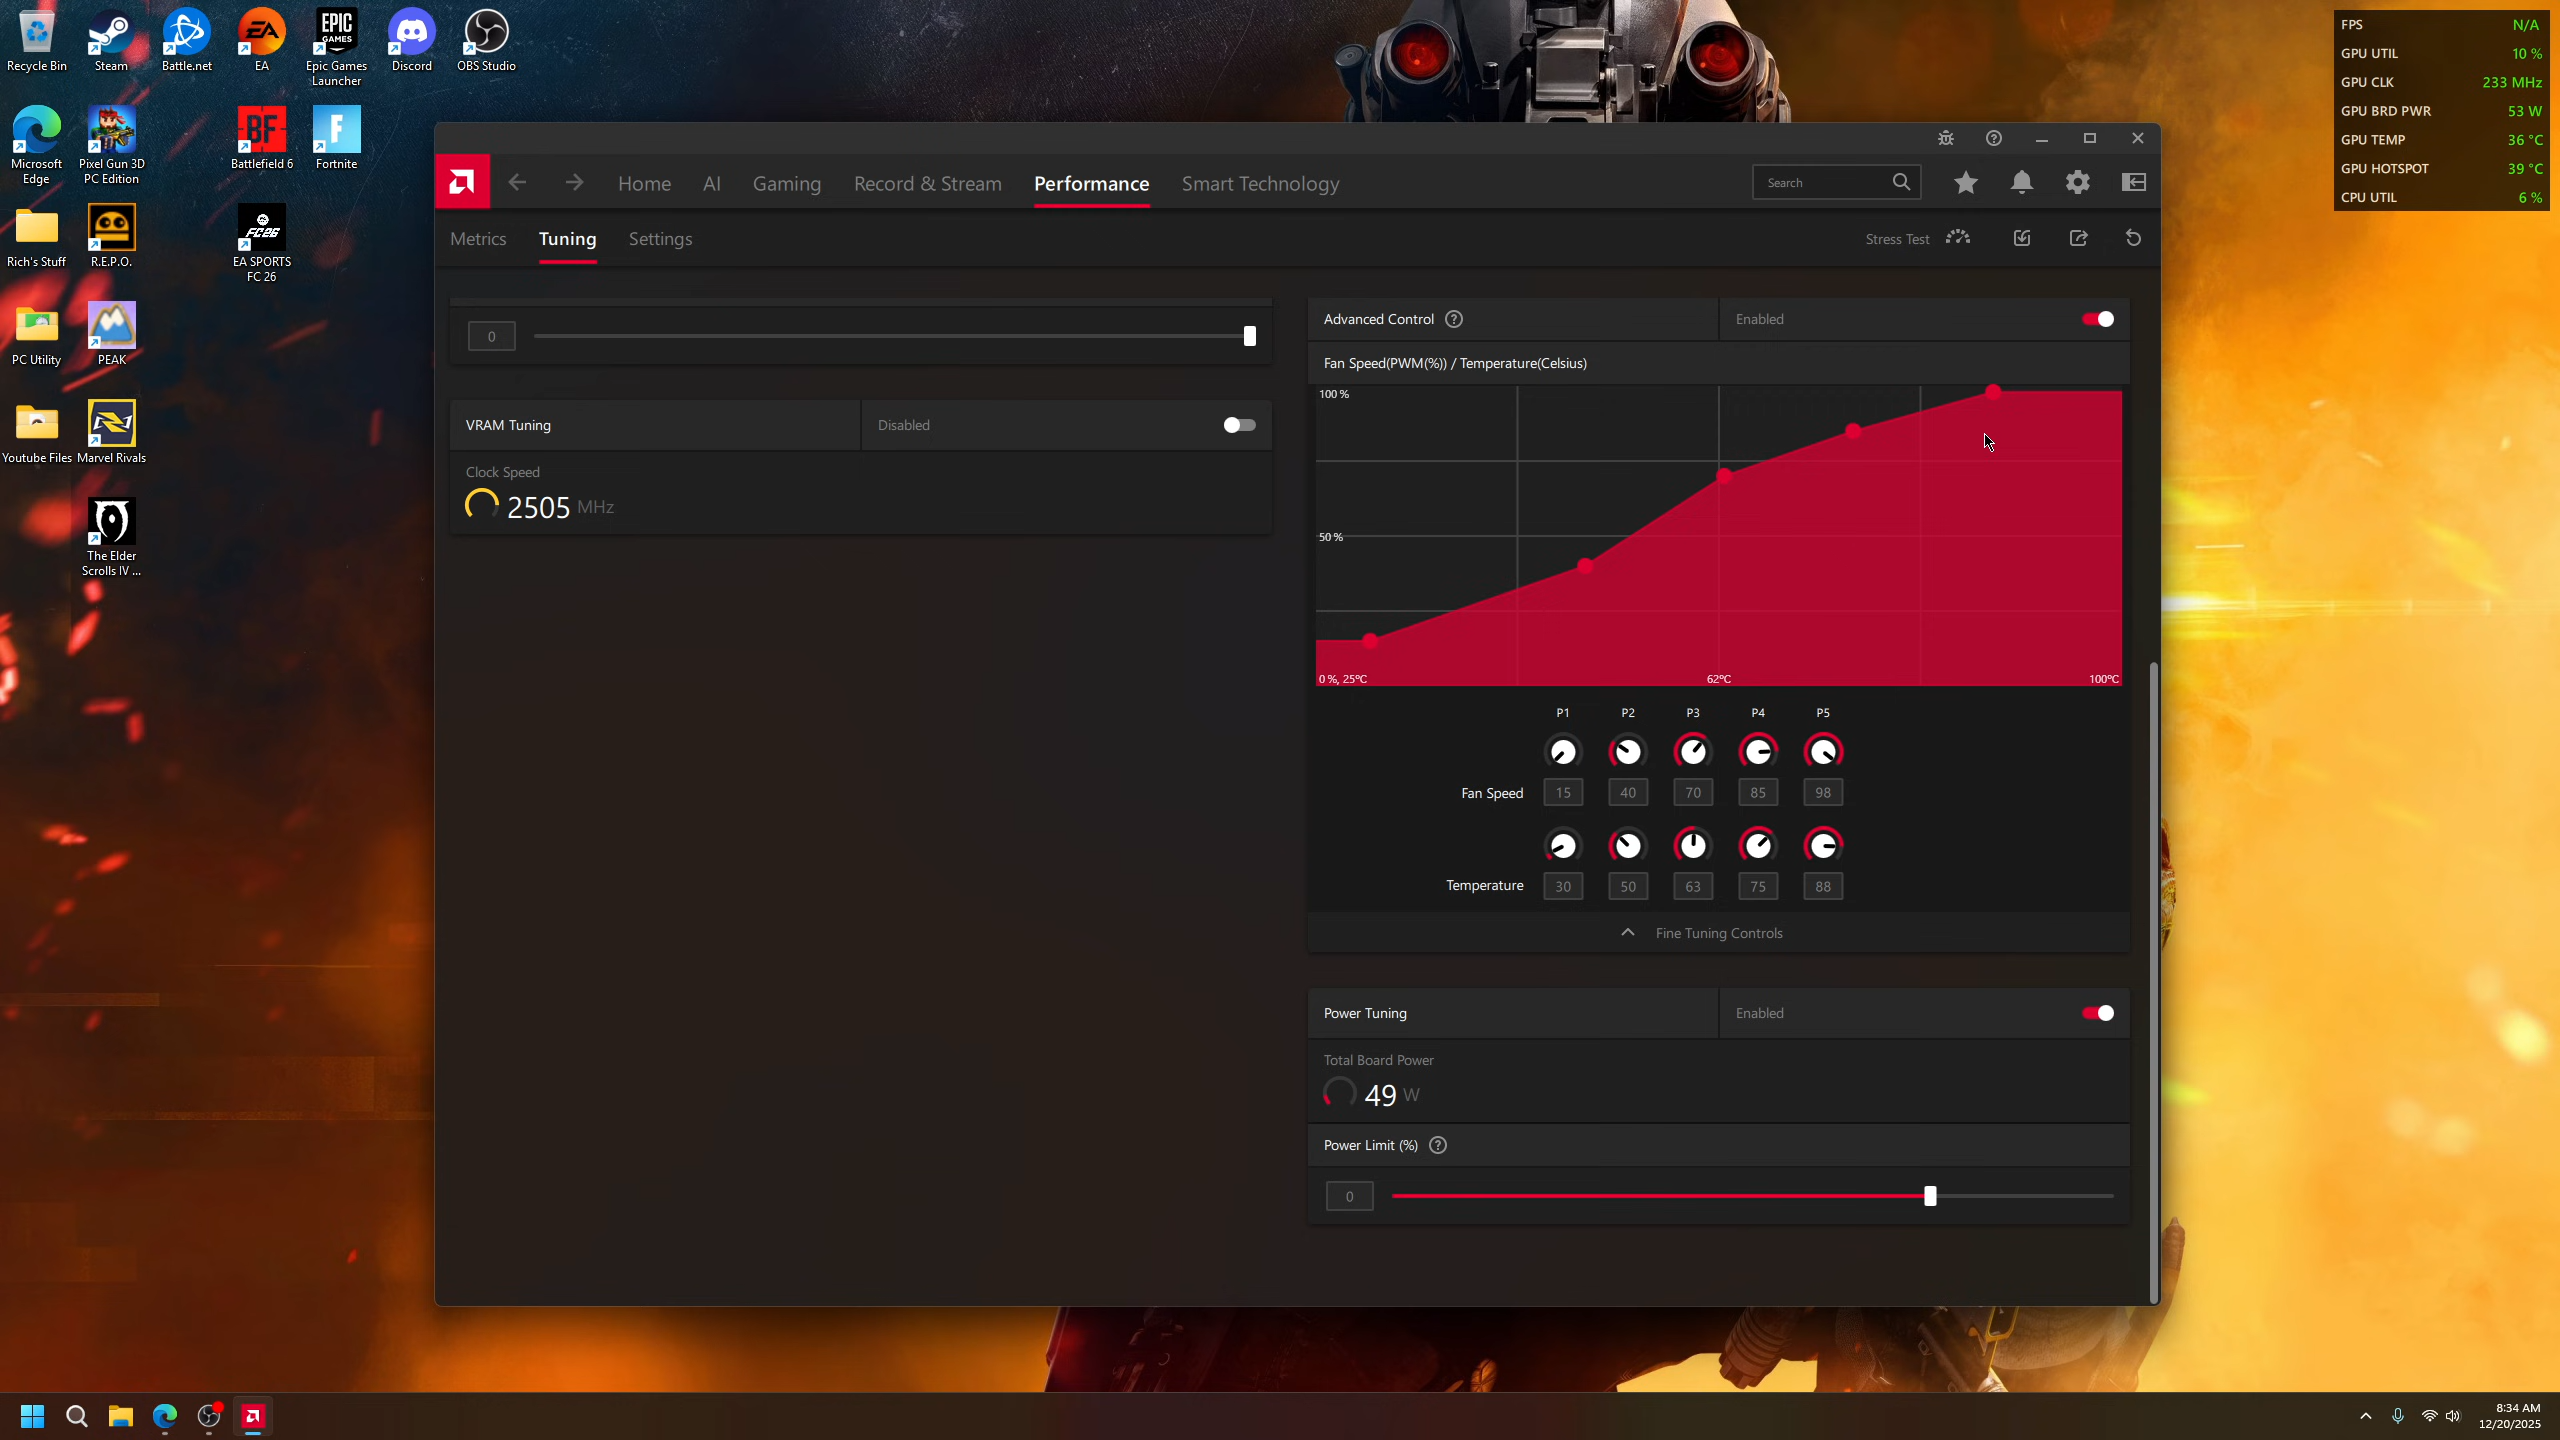 Recycle Bin
Steam
Battle.net
EA
Epic Games
Launcher
Discord
OBS Studio
EPIC
GAMES
EA
Microsoft
Edge
Pixel Gun 3D
PC Edition
BF
Battlefield 6
F
Fortnite
Rich's Stuff
R.E.P.O.
FC26
EA SPORTS
FC 26
PC Utility
PEAK
Youtube Files
Marvel Rivals
The Elder
Scrolls IV ...
FPS N/A
GPU UTIL 10 %
GPU CLK 233 MHz
GPU BRD PWR 53 W
GPU TEMP 36 °C
GPU HOTSPOT 39 °C
CPU UTIL 6 %
Home AI Gaming Record & Stream Performance Smart Technology
Search
Metrics Tuning Settings
Stress Test
0
VRAM Tuning Disabled
Clock Speed
2505 MHz
Advanced Control Enabled
Fan Speed(PWM(%)) / Temperature(Celsius)
100 %
50 %
0 %, 25°C 62°C 100°C
P1 P2 P3 P4 P5
Fan Speed 15 40 70 85 98
Temperature 30 50 63 75 88
Fine Tuning Controls
Power Tuning Enabled
Total Board Power
49 W
Power Limit (%)
0
8:34 AM
12/20/2025